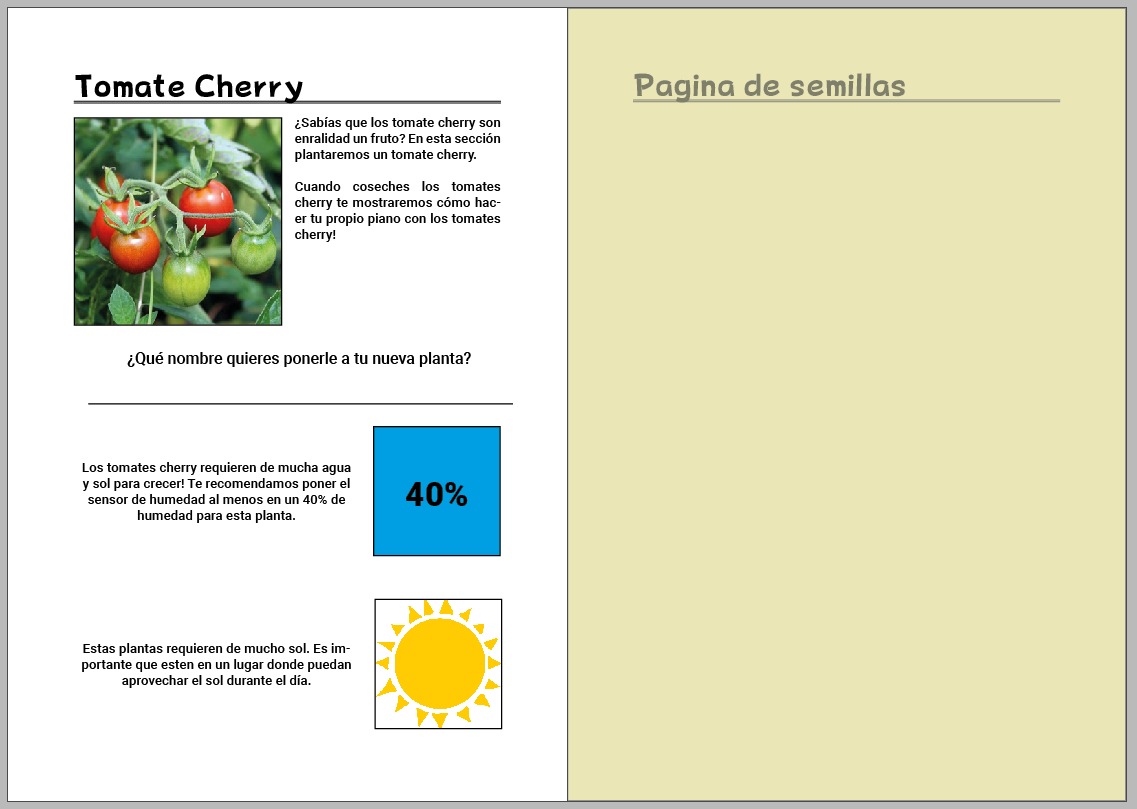 Tomate Cherry
¿Sabías que los tomate cherry son
enralidad un fruto? En esta sección
plantaremos un tomate cherry.
Cuando coseches los tomates
cherry te mostraremos cómo hac-
er tu propio piano con los tomates
cherry!
¿Qué nombre quieres ponerle a tu nueva planta?
Los tomates cherry requieren de mucha agua
y sol para crecer! Te recomendamos poner el
sensor de humedad al menos en un 40% de
humedad para esta planta.
40%
Estas plantas requieren de mucho sol. Es im-
portante que esten en un lugar donde puedan
aprovechar el sol durante el día.
Pagina de semillas